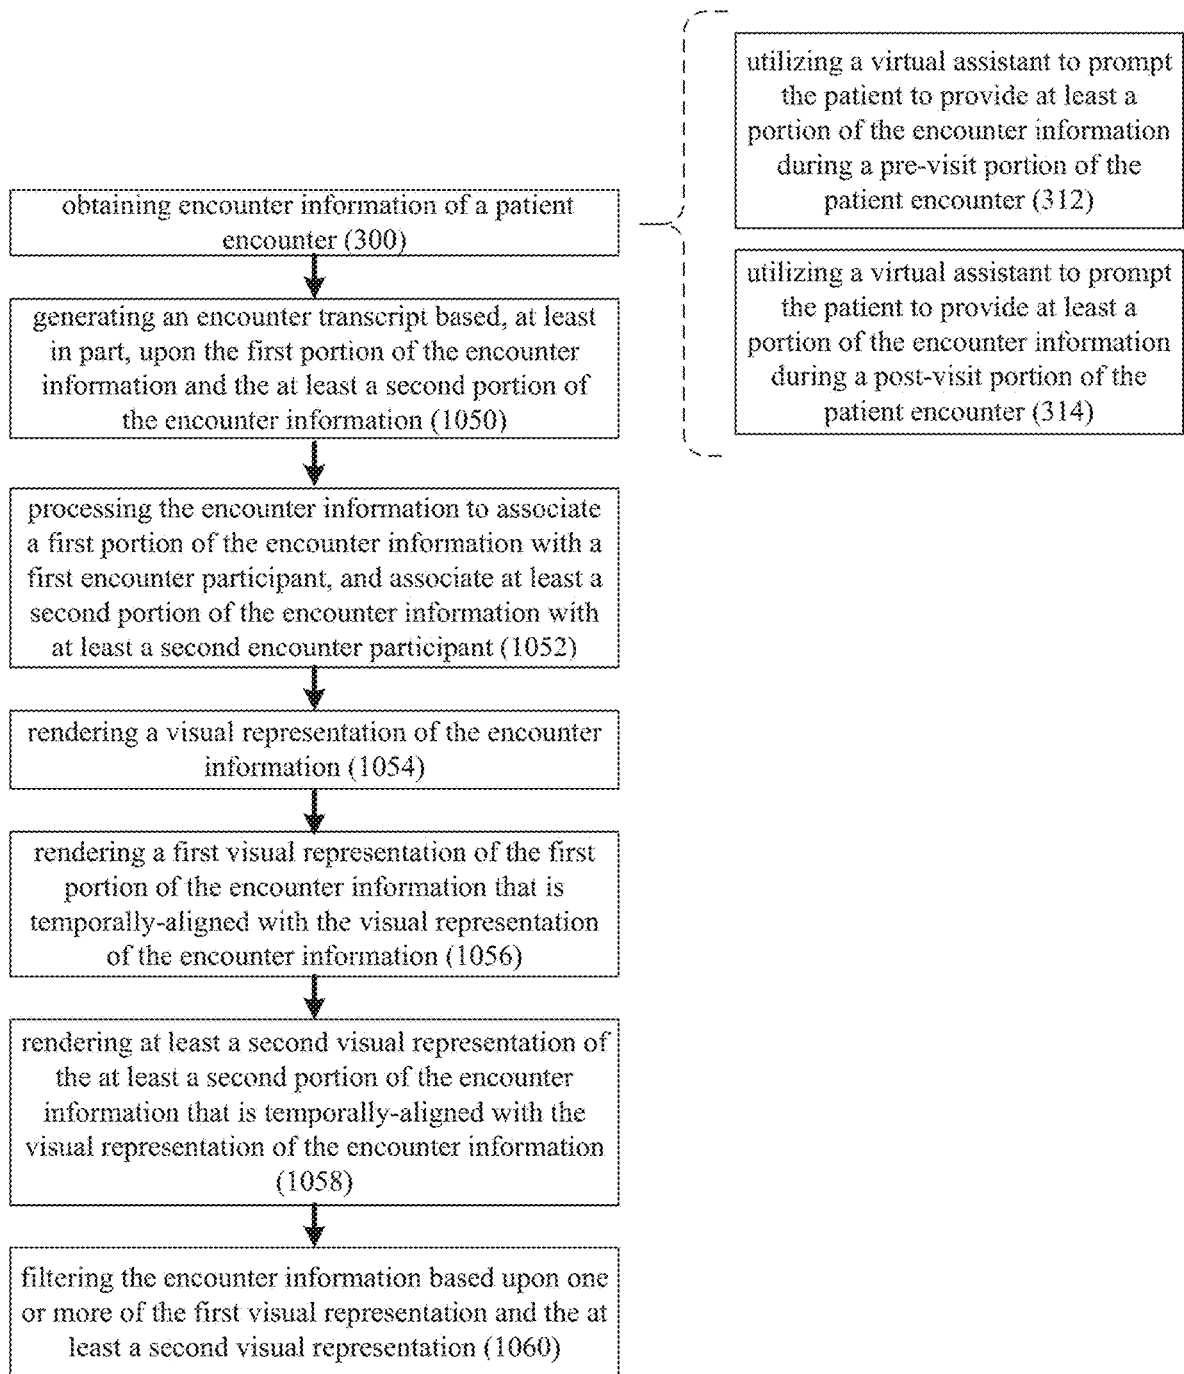 obtaining encounter information of a patient
encounter (300)
generating an encounter transcript based, at least
in part, upon the first portion of the encounter
information and the at least a second portion of
the encounter information (1050)
processing the encounter information to associate
a first portion of the encounter information with a
first encounter participant, and associate at least a
second portion of the encounter information with
at least a second encounter participant (1052)
rendering a visual representation of the encounter
information (1054)
rendering a first visual representation of the first
portion of the encounter information that is
temporally-aligned with the visual representation
of the encounter information (1056)
rendering at least a second visual representation of
the at least a second portion of the encounter
information that is temporally-aligned with the
visual representation of the encounter information
(1058)
filtering the encounter information based upon one
or more of the first visual representation and the at
least a second visual representation (1060)
utilizing a virtual assistant to prompt
the patient to provide at least a
portion of the encounter information
during a pre-visit portion of the
patient encounter (312)
utilizing a virtual assistant to prompt
the patient to provide at least a
portion of the encounter information
during a post-visit portion of the
patient encounter (314)